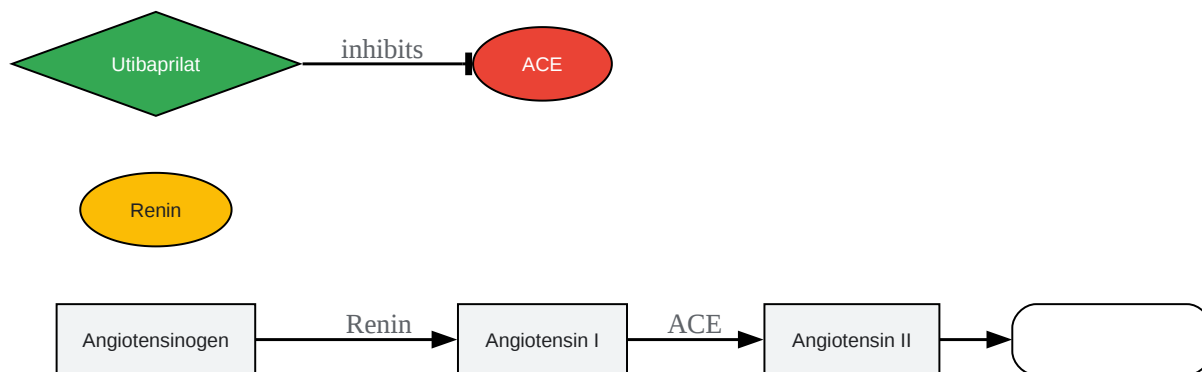 Utibaprilat
inhibits
ACE
Renin
Angiotensinogen
Renin
Angiotensin I
ACE
Angiotensin II